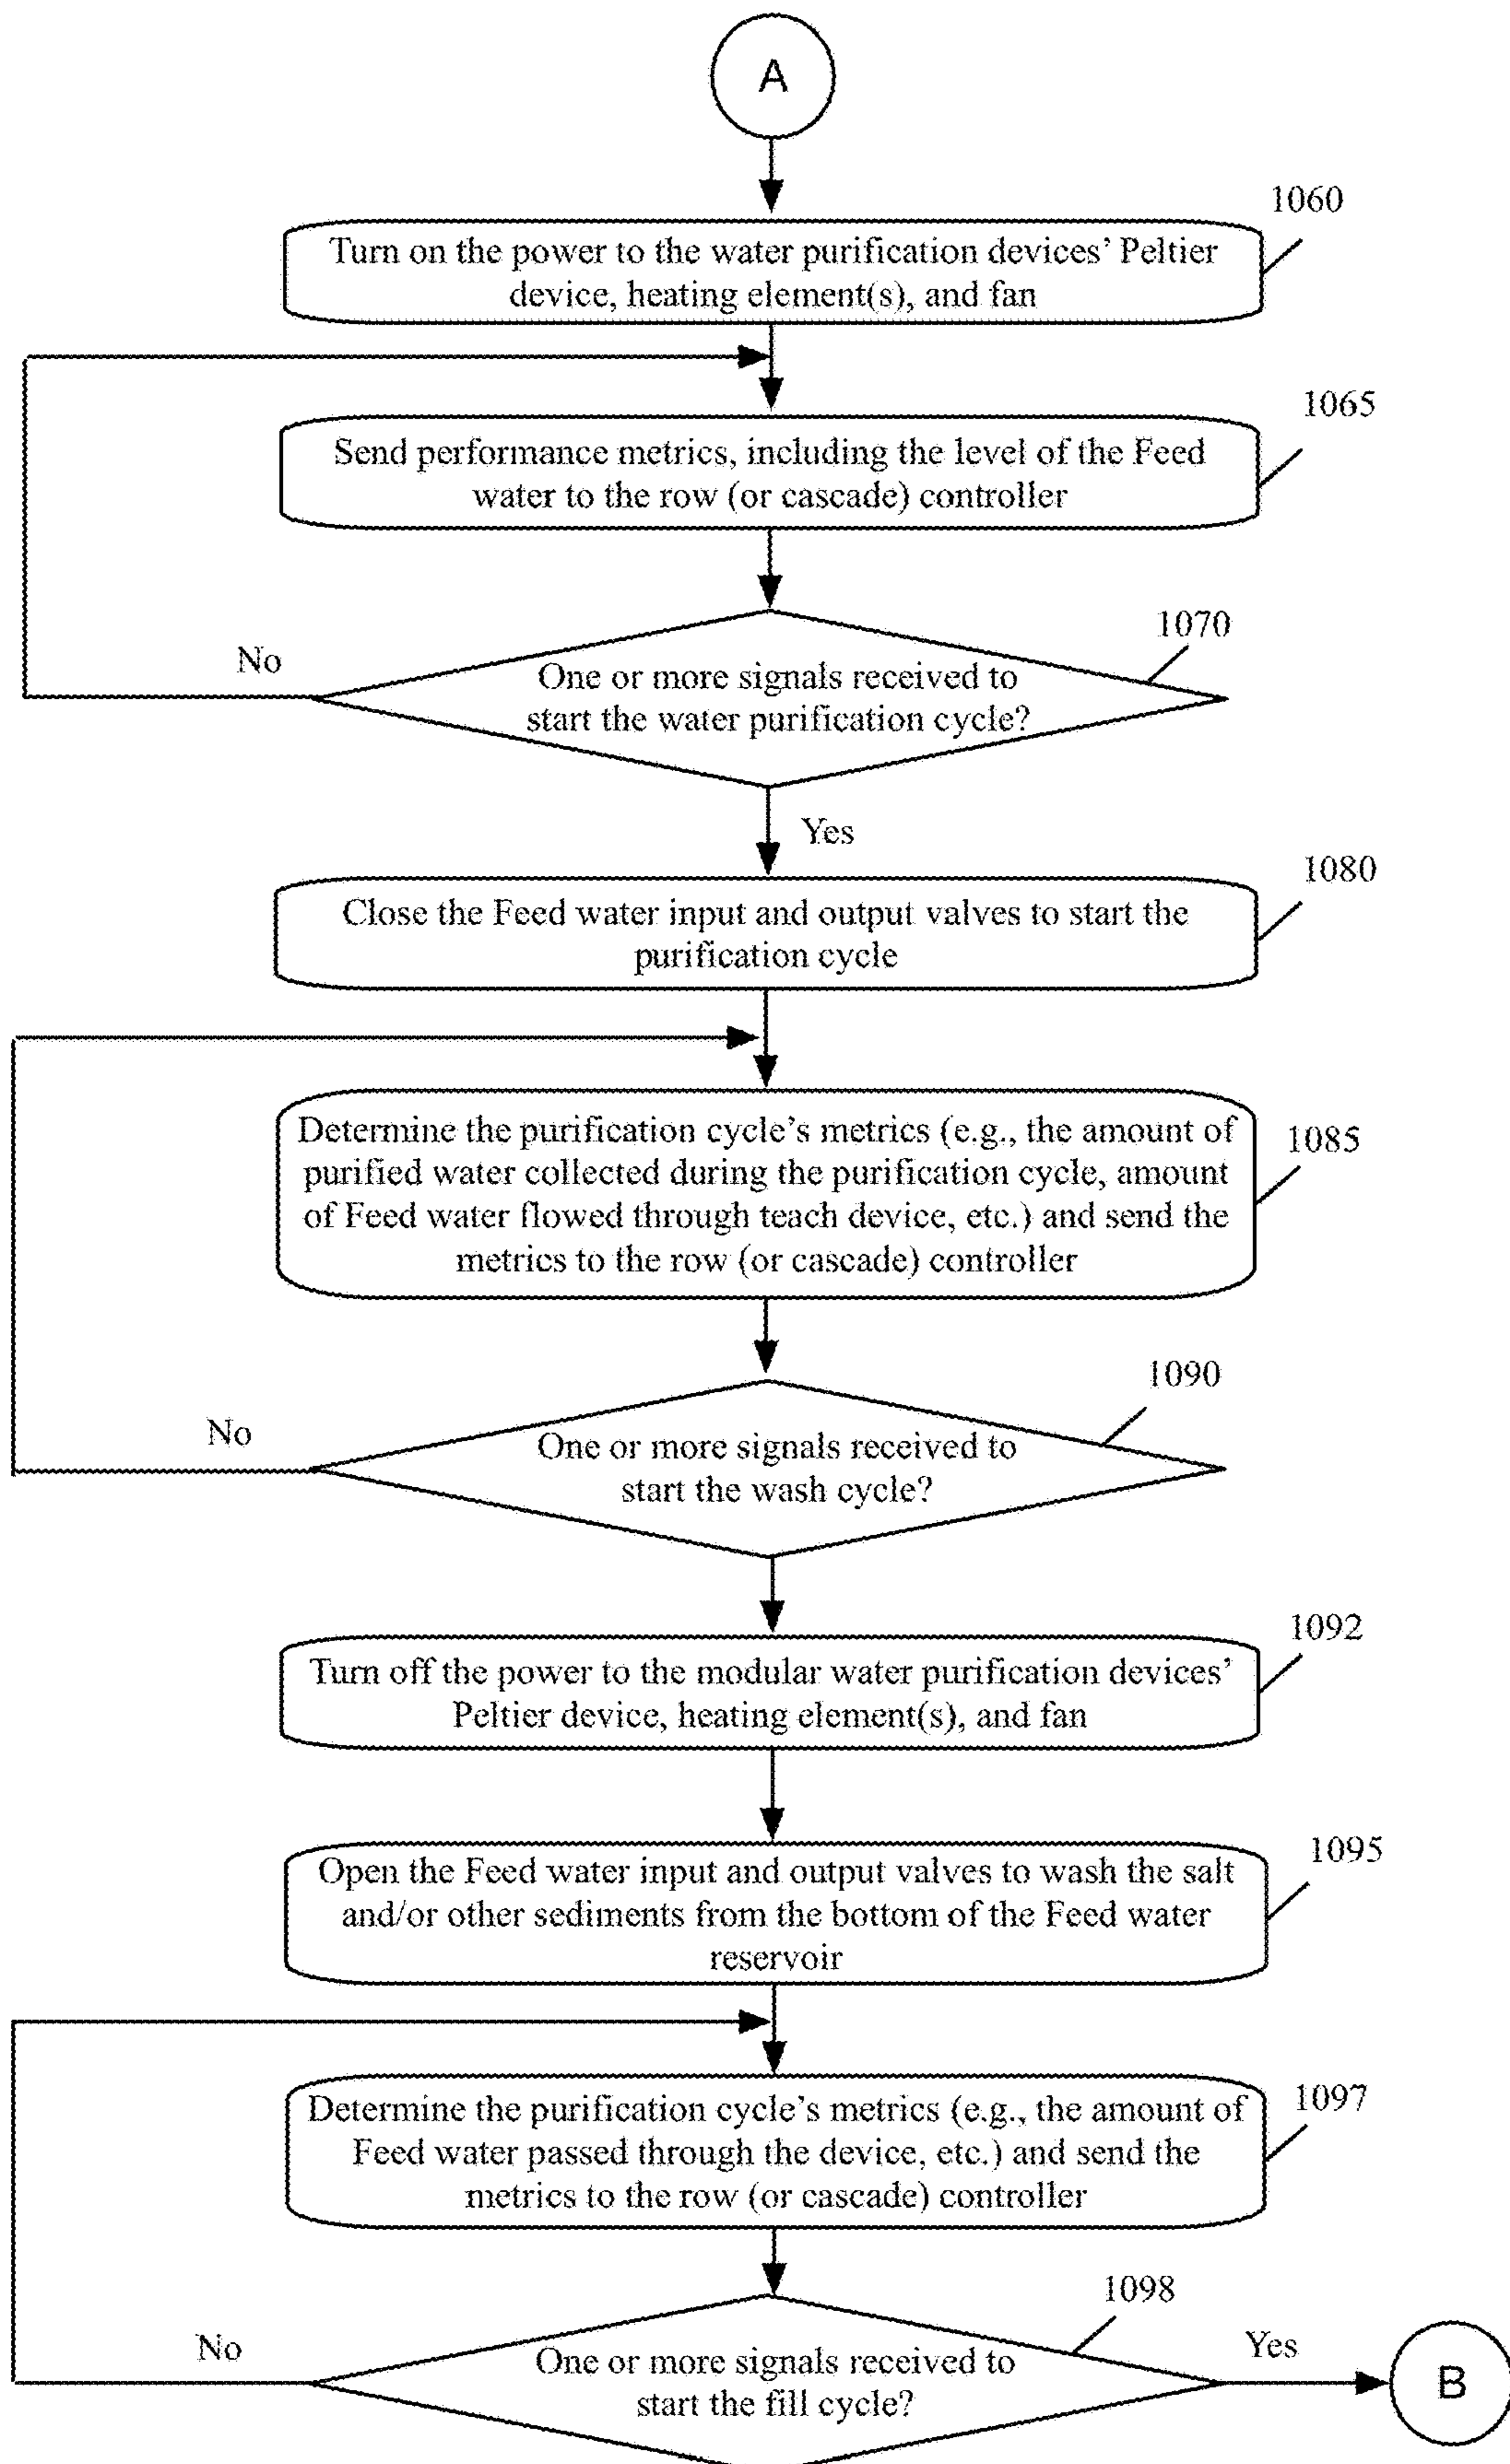 A
1060
Turn on the power to the water purification devices’ Peltier
device, heating element(s), and fan
1065
Send performance metrics, including the level of the Feed
water to the row (or cascade) controller
1070
No
One or more signals received to
start the water purification cycle?
Yes
1080
Close the Feed water input and output valves to start the
purification cycle
1085
Determine the purification cycle’s metrics (e.g., the amount of
purified water collected during the purification cycle, amount
of Feed water flowed through teach device, etc.) and send the
metrics to the row (or cascade) controller
1090
No
One or more signals received to
start the wash cycle?
1092
Turn off the power to the modular water purification devices’
Peltier device, heating element(s), and fan
1095
Open the Feed water input and output valves to wash the salt
and/or other sediments from the bottom of the Feed water
reservoir
1097
Determine the purification cycle’s metrics (e.g., the amount of
Feed water passed through the device, etc.) and send the
metrics to the row (or cascade) controller
1098
No
One or more signals received to
start the fill cycle?
Yes
B